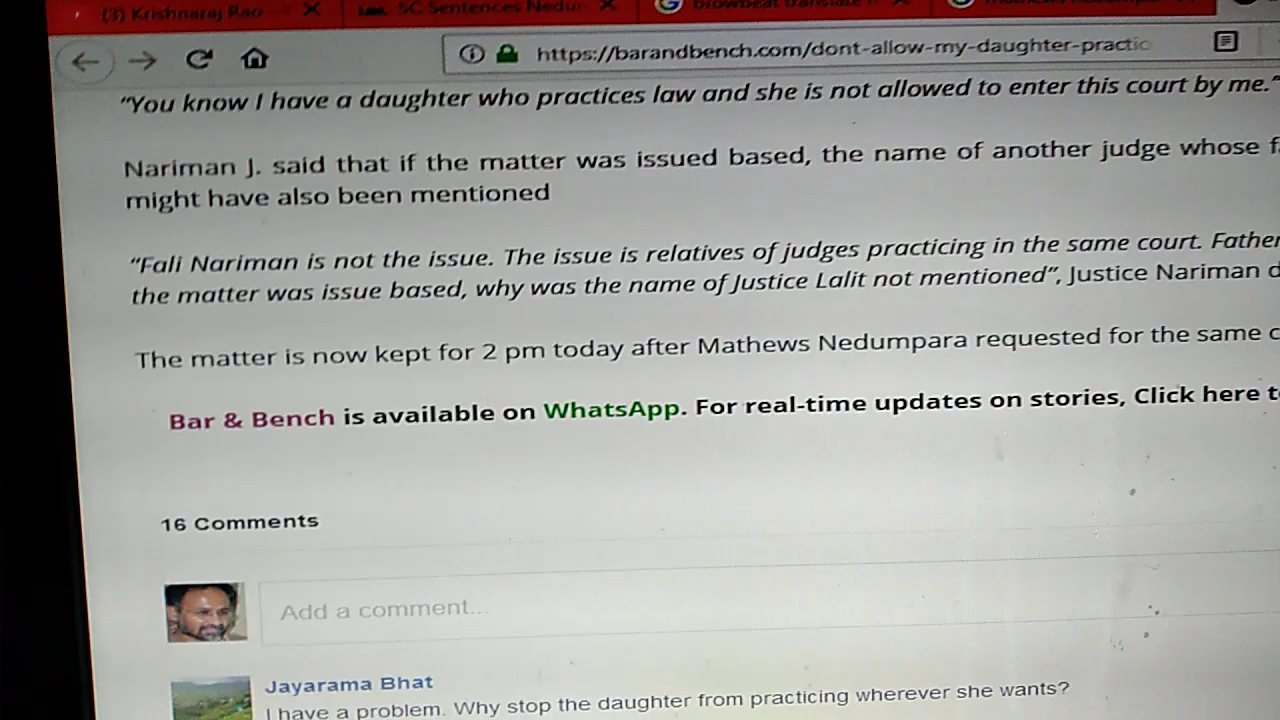 (3) Krishnaraj Rao
SC Sentences Nedun
https://barandbench.com/dont-allow-my-daughter-practic
“You know I have a daughter who practices law and she is not allowed to enter this court by me.”
Nariman J. said that if the matter was issued based, the name of another judge whose f
might have also been mentioned
“Fali Nariman is not the issue. The issue is relatives of judges practicing in the same court. Father
the matter was issue based, why was the name of Justice Lalit not mentioned”, Justice Nariman d
The matter is now kept for 2 pm today after Mathews Nedumpara requested for the same c
Bar & Bench is available on WhatsApp. For real-time updates on stories, Click here t
16 Comments
Add a comment...
Jayarama Bhat
I have a problem. Why stop the daughter from practicing wherever she wants?